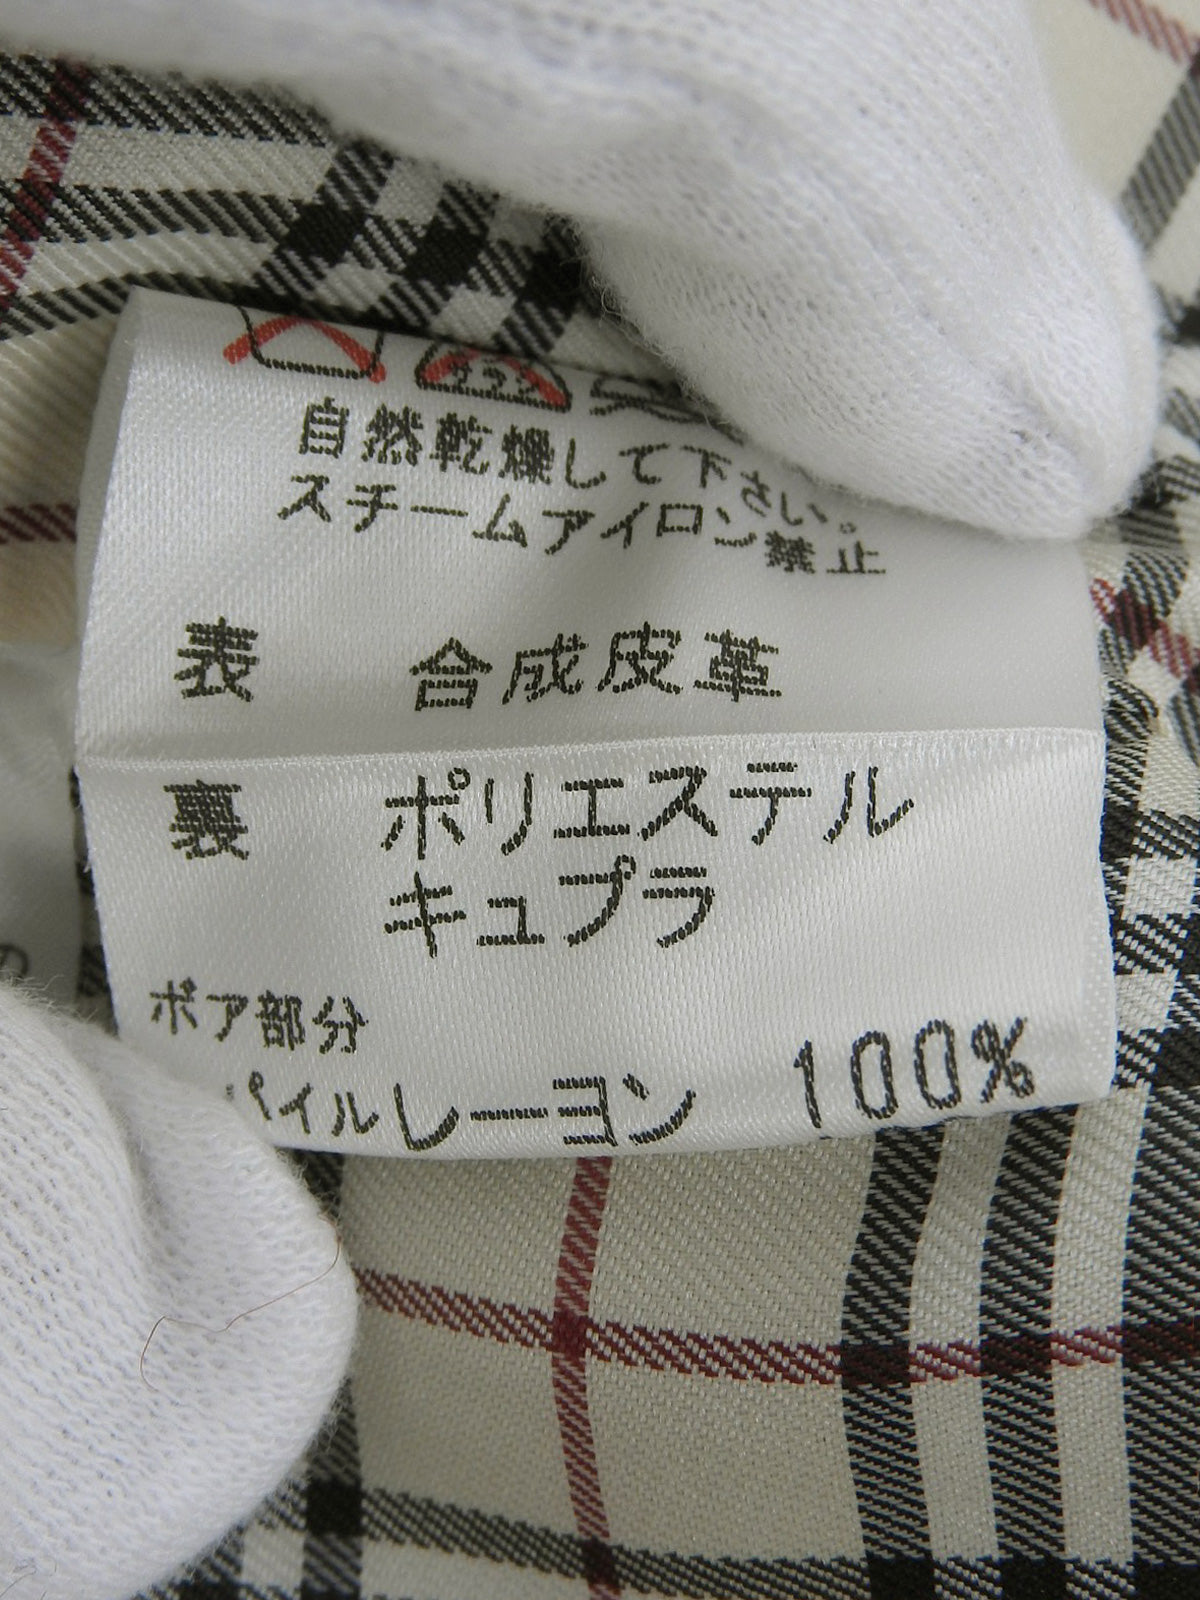 自然乾燥して下さい。
スチームアイロン禁止
表 合成皮革
裏 ポリエステル
キュプラ
ボア部分
パイルレーヨン 100%
の